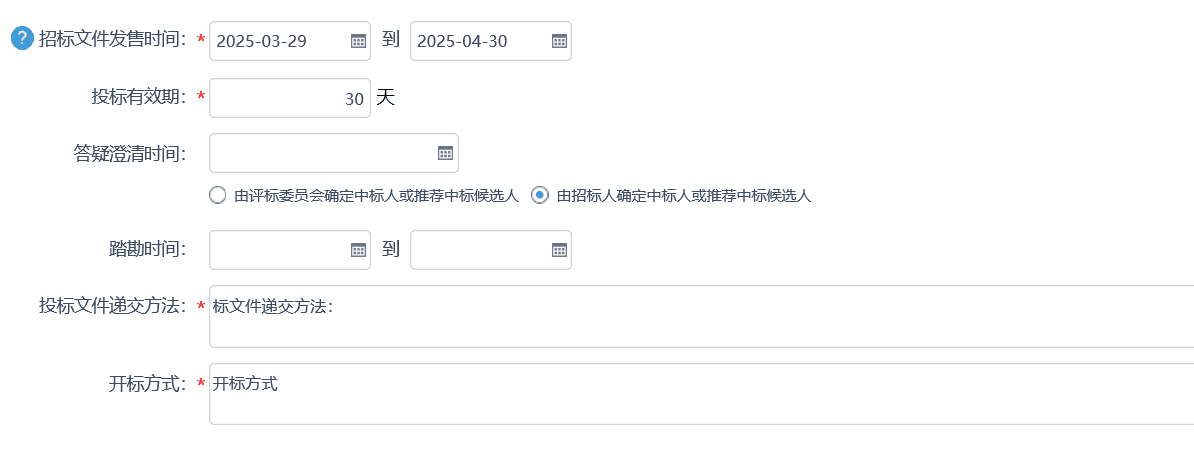 ? 招标文件发售时间：* 2025-03-29 到 2025-04-30
投标有效期：* 30 天
答疑澄清时间：
由评标委员会确定中标人或推荐中标候选人 由招标人确定中标人或推荐中标候选人
踏勘时间： 到
投标文件递交方法：* 标文件递交方法：
开标方式：* 开标方式